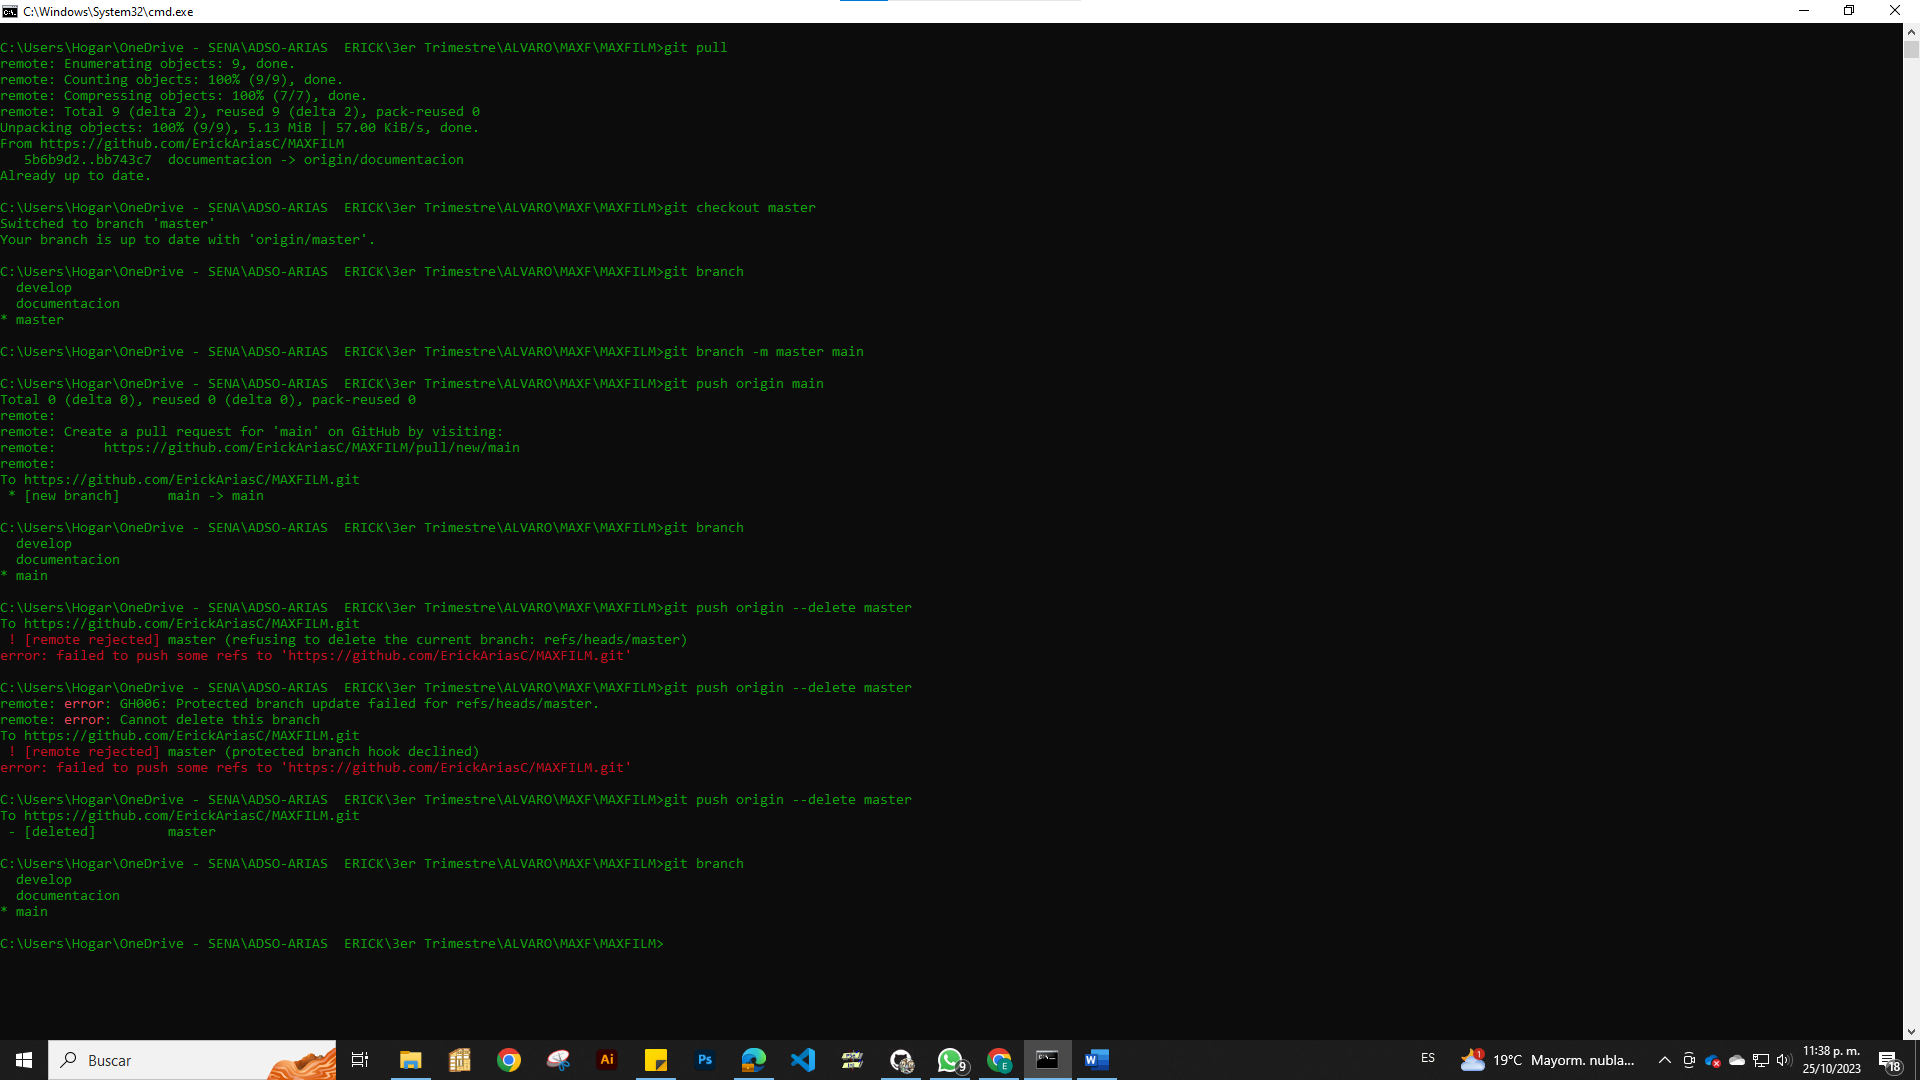 C:\Windows\System32\cmd.exe
C:\Users\Hogar\OneDrive - SENA\ADSO-ARIAS  ERICK\3er Trimestre\ALVARO\MAXF\MAXFILM>git pull
remote: Enumerating objects: 9, done.
remote: Counting objects: 100% (9/9), done.
remote: Compressing objects: 100% (7/7), done.
remote: Total 9 (delta 2), reused 9 (delta 2), pack-reused 0
Unpacking objects: 100% (9/9), 5.13 MiB | 57.00 KiB/s, done.
From https://github.com/ErickAriasC/MAXFILM
   5b6b9d2..bb743c7  documentacion -> origin/documentacion
Already up to date.
C:\Users\Hogar\OneDrive - SENA\ADSO-ARIAS  ERICK\3er Trimestre\ALVARO\MAXF\MAXFILM>git checkout master
Switched to branch 'master'
Your branch is up to date with 'origin/master'.
C:\Users\Hogar\OneDrive - SENA\ADSO-ARIAS  ERICK\3er Trimestre\ALVARO\MAXF\MAXFILM>git branch
  develop
  documentacion
* master
C:\Users\Hogar\OneDrive - SENA\ADSO-ARIAS  ERICK\3er Trimestre\ALVARO\MAXF\MAXFILM>git branch -m master main
C:\Users\Hogar\OneDrive - SENA\ADSO-ARIAS  ERICK\3er Trimestre\ALVARO\MAXF\MAXFILM>git push origin main
Total 0 (delta 0), reused 0 (delta 0), pack-reused 0
remote:
remote: Create a pull request for 'main' on GitHub by visiting:
remote:      https://github.com/ErickAriasC/MAXFILM/pull/new/main
remote:
To https://github.com/ErickAriasC/MAXFILM.git
 * [new branch]      main -> main
C:\Users\Hogar\OneDrive - SENA\ADSO-ARIAS  ERICK\3er Trimestre\ALVARO\MAXF\MAXFILM>git branch
  develop
  documentacion
* main
C:\Users\Hogar\OneDrive - SENA\ADSO-ARIAS  ERICK\3er Trimestre\ALVARO\MAXF\MAXFILM>git push origin --delete master
To https://github.com/ErickAriasC/MAXFILM.git
 ! [remote rejected] master (refusing to delete the current branch: refs/heads/master)
error: failed to push some refs to 'https://github.com/ErickAriasC/MAXFILM.git'
C:\Users\Hogar\OneDrive - SENA\ADSO-ARIAS  ERICK\3er Trimestre\ALVARO\MAXF\MAXFILM>git push origin --delete master
remote: error: GH006: Protected branch update failed for refs/heads/master.
remote: error: Cannot delete this branch
To https://github.com/ErickAriasC/MAXFILM.git
 ! [remote rejected] master (protected branch hook declined)
error: failed to push some refs to 'https://github.com/ErickAriasC/MAXFILM.git'
C:\Users\Hogar\OneDrive - SENA\ADSO-ARIAS  ERICK\3er Trimestre\ALVARO\MAXF\MAXFILM>git push origin --delete master
To https://github.com/ErickAriasC/MAXFILM.git
 - [deleted]         master
C:\Users\Hogar\OneDrive - SENA\ADSO-ARIAS  ERICK\3er Trimestre\ALVARO\MAXF\MAXFILM>git branch
  develop
  documentacion
* main
C:\Users\Hogar\OneDrive - SENA\ADSO-ARIAS  ERICK\3er Trimestre\ALVARO\MAXF\MAXFILM>
Buscar
Ai
Ps
9
E
ES
1
19°C Mayorm. nubla...
11:38 p. m.
25/10/2023
18